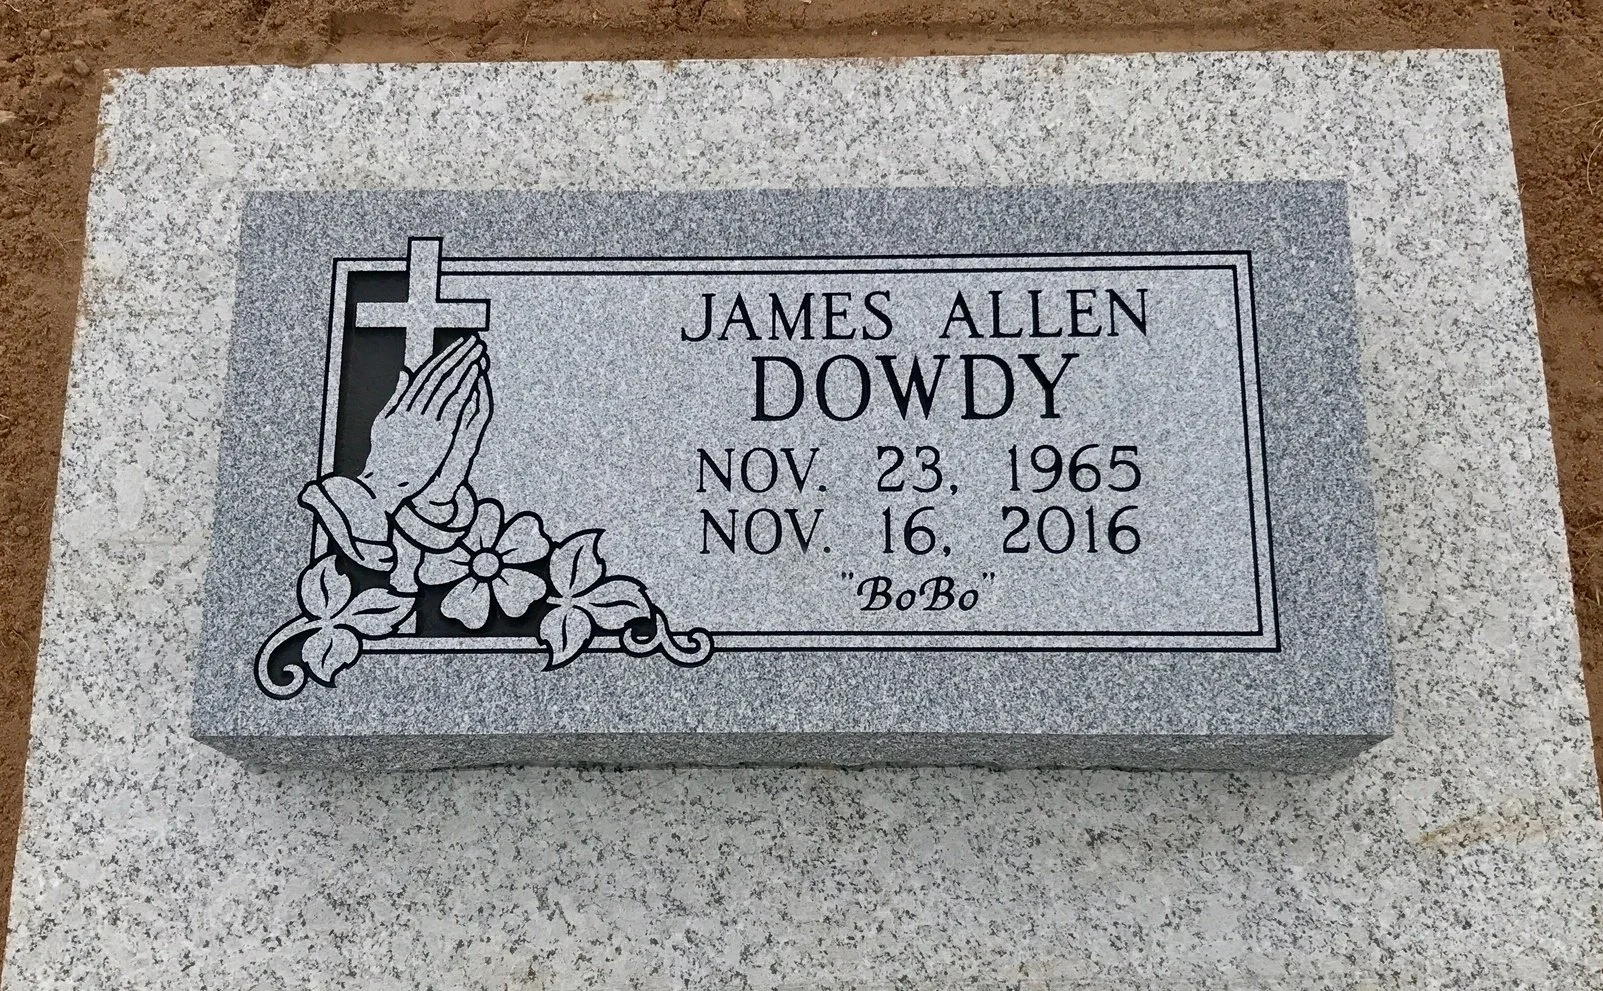 JAMES ALLEN
DOWDY
NOV. 23, 1965
NOV. 16, 2016
"BoBo"